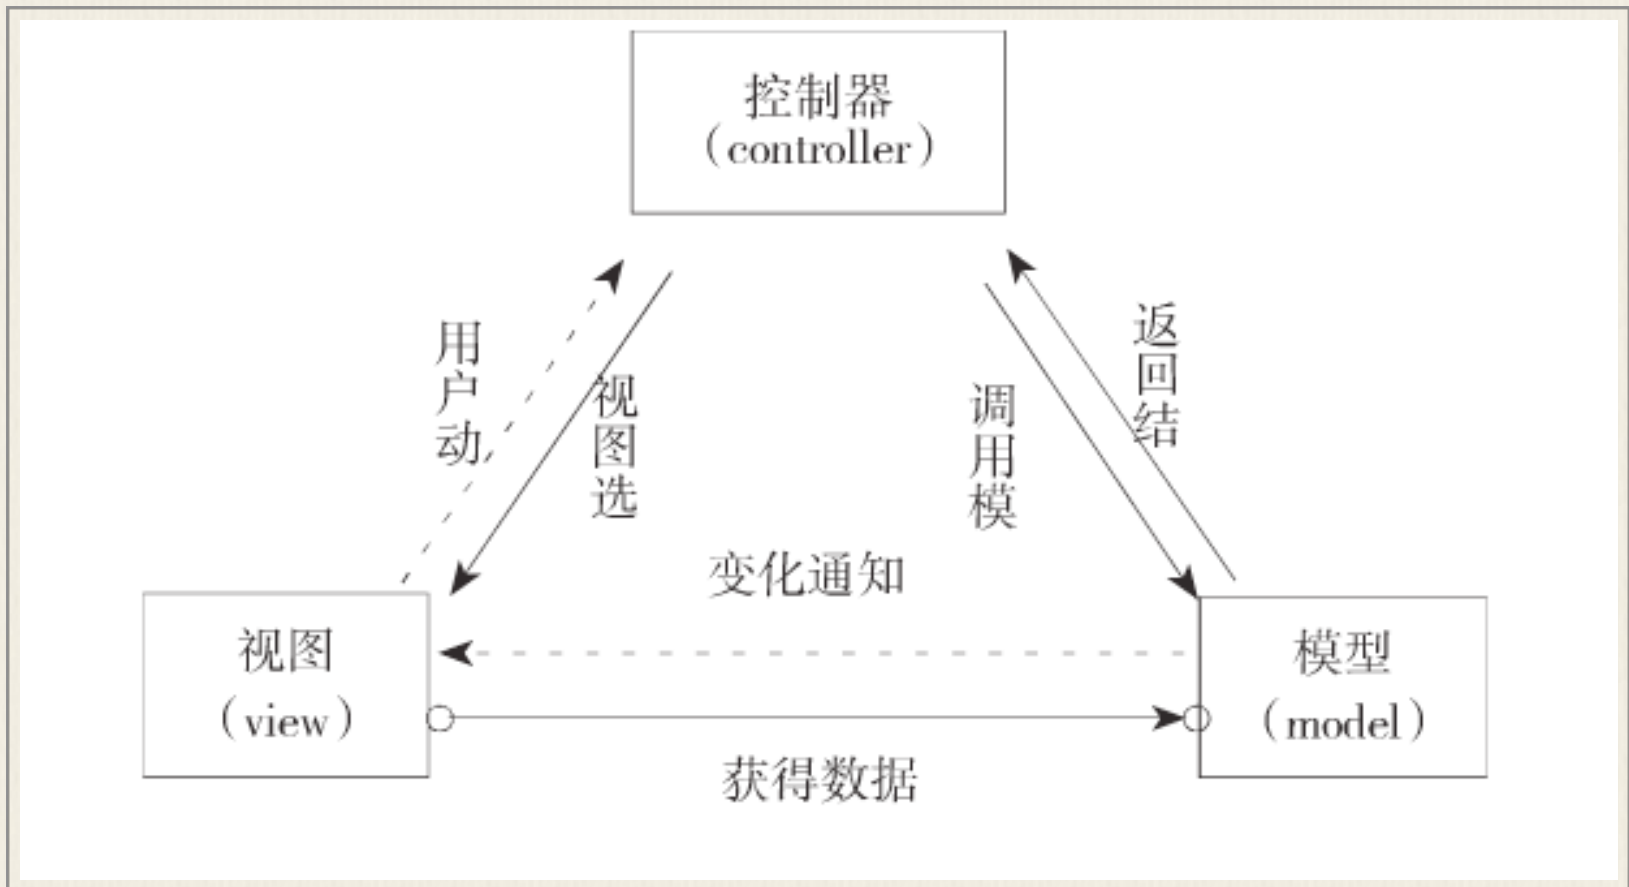 控制器
（controller）
用户动
视图选
调用模
返回结
变化通知
视图
（view）
模型
（model）
获得数据